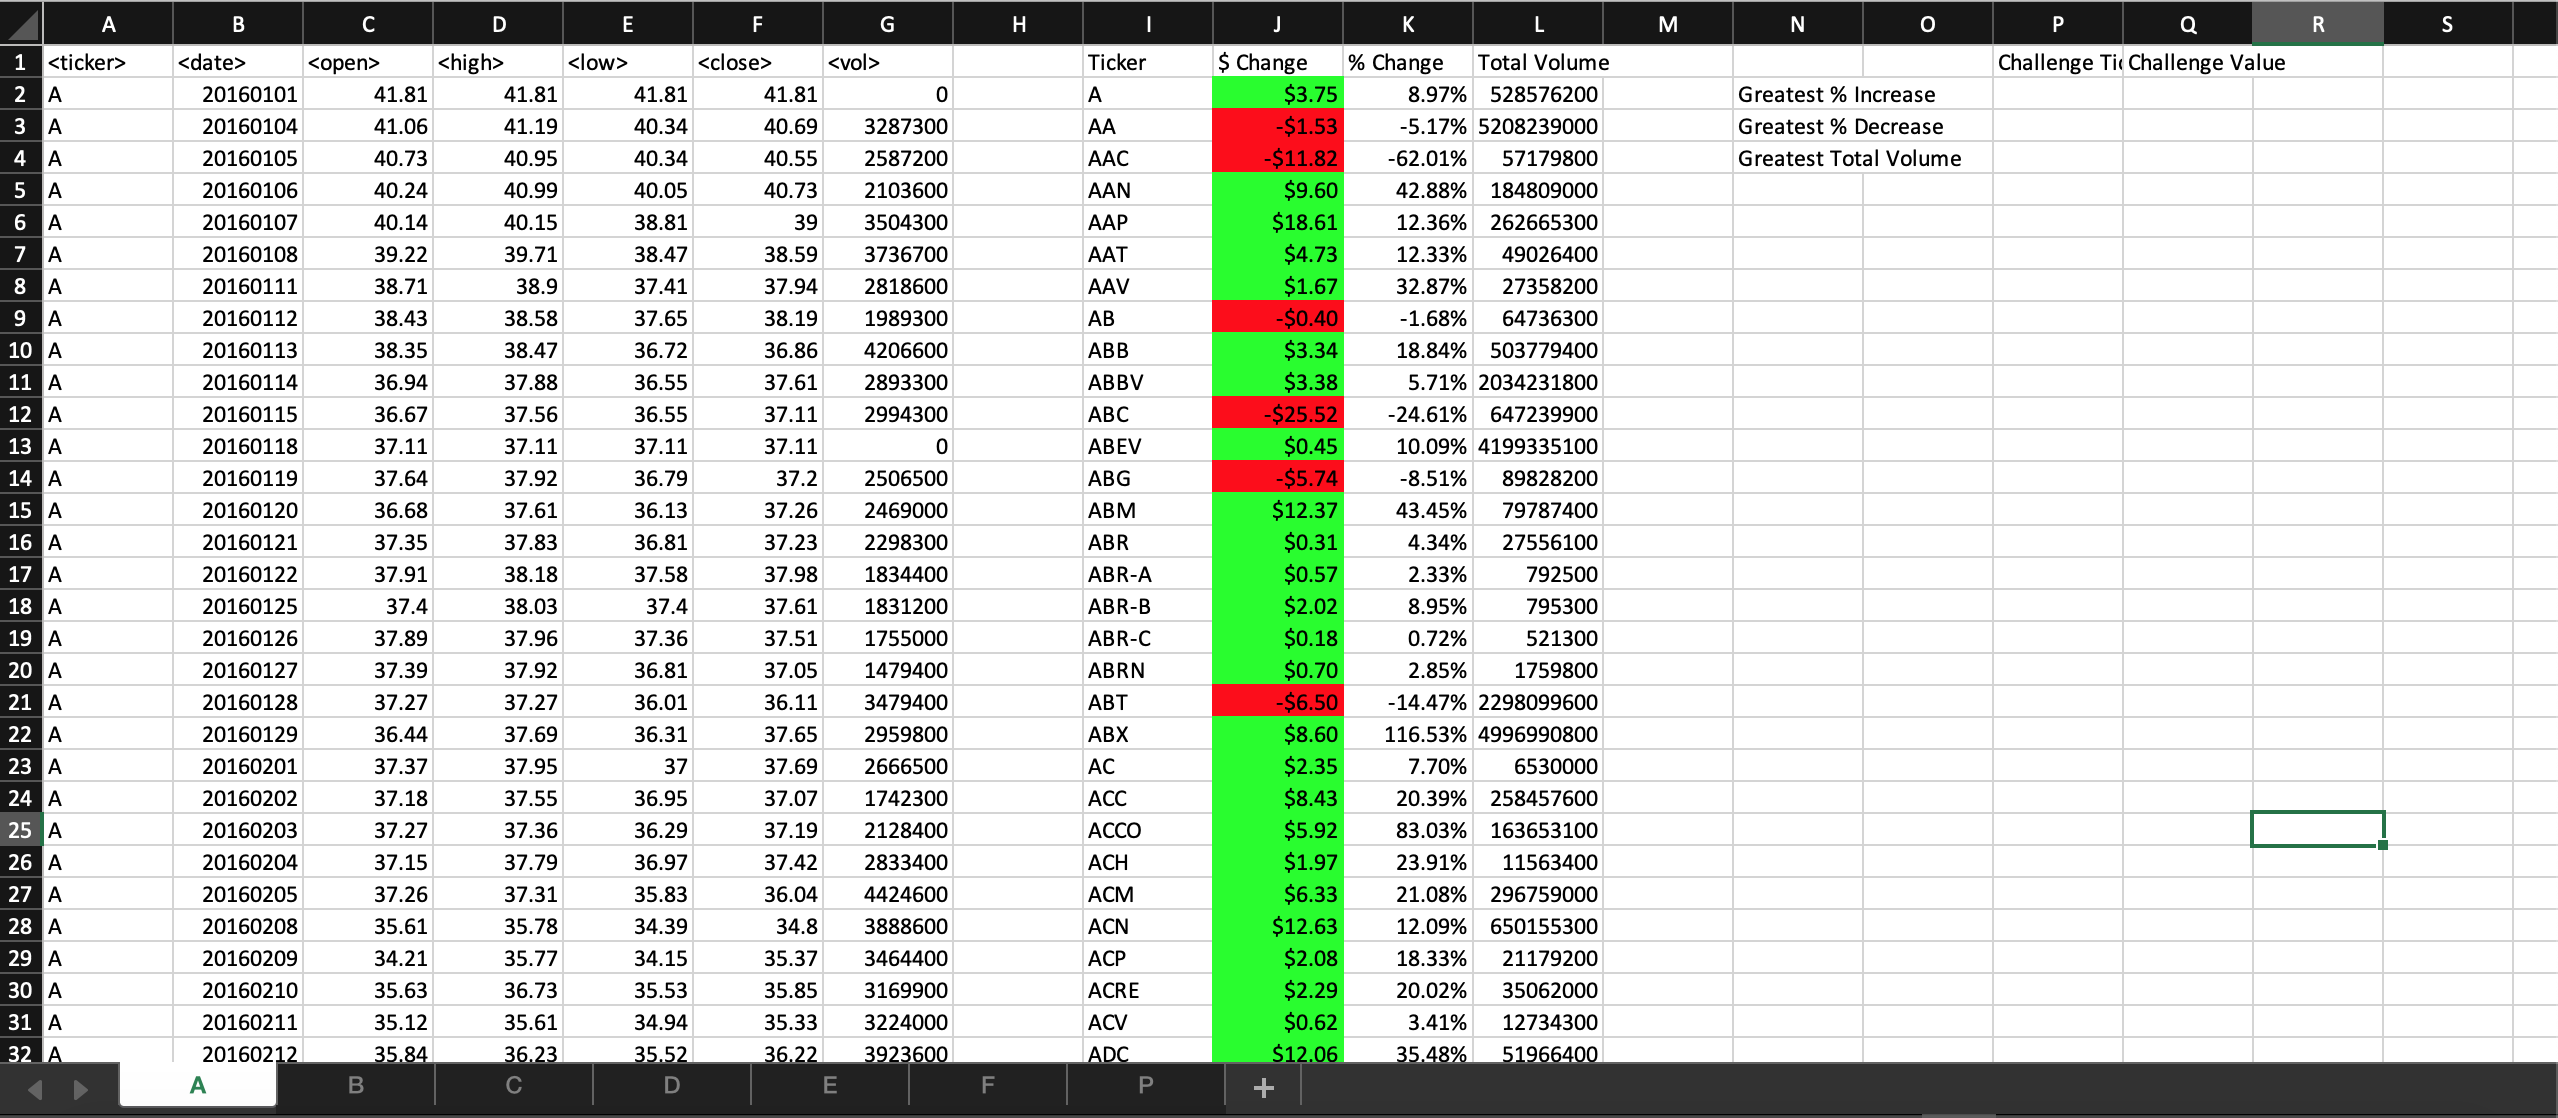 A B C D E F G H I J K L M N O P Q R S
1 <ticker> <date> <open> <high> <low> <close> <vol> Ticker $ Change % Change Total Volume Challenge Tic Challenge Value
2 A 20160101 41.81 41.81 41.81 41.81 0 A $3.75 8.97% 528576200 Greatest % Increase
3 A 20160104 41.06 41.19 40.34 40.69 3287300 AA -$1.53 -5.17% 5208239000 Greatest % Decrease
4 A 20160105 40.73 40.95 40.34 40.55 2587200 AAC -$11.82 -62.01% 57179800 Greatest Total Volume
5 A 20160106 40.24 40.99 40.05 40.73 2103600 AAN $9.60 42.88% 184809000
6 A 20160107 40.14 40.15 38.81 39 3504300 AAP $18.61 12.36% 262665300
7 A 20160108 39.22 39.71 38.47 38.59 3736700 AAT $4.73 12.33% 49026400
8 A 20160111 38.71 38.9 37.41 37.94 2818600 AAV $1.67 32.87% 27358200
9 A 20160112 38.43 38.58 37.65 38.19 1989300 AB -$0.40 -1.68% 64736300
10 A 20160113 38.35 38.47 36.72 36.86 4206600 ABB $3.34 18.84% 503779400
11 A 20160114 36.94 37.88 36.55 37.61 2893300 ABBV $3.38 5.71% 2034231800
12 A 20160115 36.67 37.56 36.55 37.11 2994300 ABC -$25.52 -24.61% 647239900
13 A 20160118 37.11 37.11 37.11 37.11 0 ABEV $0.45 10.09% 4199335100
14 A 20160119 37.64 37.92 36.79 37.2 2506500 ABG -$5.74 -8.51% 89828200
15 A 20160120 36.68 37.61 36.13 37.26 2469000 ABM $12.37 43.45% 79787400
16 A 20160121 37.35 37.83 36.81 37.23 2298300 ABR $0.31 4.34% 27556100
17 A 20160122 37.91 38.18 37.58 37.98 1834400 ABR-A $0.57 2.33% 792500
18 A 20160125 37.4 38.03 37.4 37.61 1831200 ABR-B $2.02 8.95% 795300
19 A 20160126 37.89 37.96 37.36 37.51 1755000 ABR-C $0.18 0.72% 521300
20 A 20160127 37.39 37.92 36.81 37.05 1479400 ABRN $0.70 2.85% 1759800
21 A 20160128 37.27 37.27 36.01 36.11 3479400 ABT -$6.50 -14.47% 2298099600
22 A 20160129 36.44 37.69 36.31 37.65 2959800 ABX $8.60 116.53% 4996990800
23 A 20160201 37.37 37.95 37 37.69 2666500 AC $2.35 7.70% 6530000
24 A 20160202 37.18 37.55 36.95 37.07 1742300 ACC $8.43 20.39% 258457600
25 A 20160203 37.27 37.36 36.29 37.19 2128400 ACCO $5.92 83.03% 163653100
26 A 20160204 37.15 37.79 36.97 37.42 2833400 ACH $1.97 23.91% 11563400
27 A 20160205 37.26 37.31 35.83 36.04 4424600 ACM $6.33 21.08% 296759000
28 A 20160208 35.61 35.78 34.39 34.8 3888600 ACN $12.63 12.09% 650155300
29 A 20160209 34.21 35.77 34.15 35.37 3464400 ACP $2.08 18.33% 21179200
30 A 20160210 35.63 36.73 35.53 35.85 3169900 ACRE $2.29 20.02% 35062000
31 A 20160211 35.12 35.61 34.94 35.33 3224000 ACV $0.62 3.41% 12734300
32 A 20160212 35.84 36.23 35.52 36.22 3923600 ADC $12.06 35.48% 51966400
A B C D E F P +